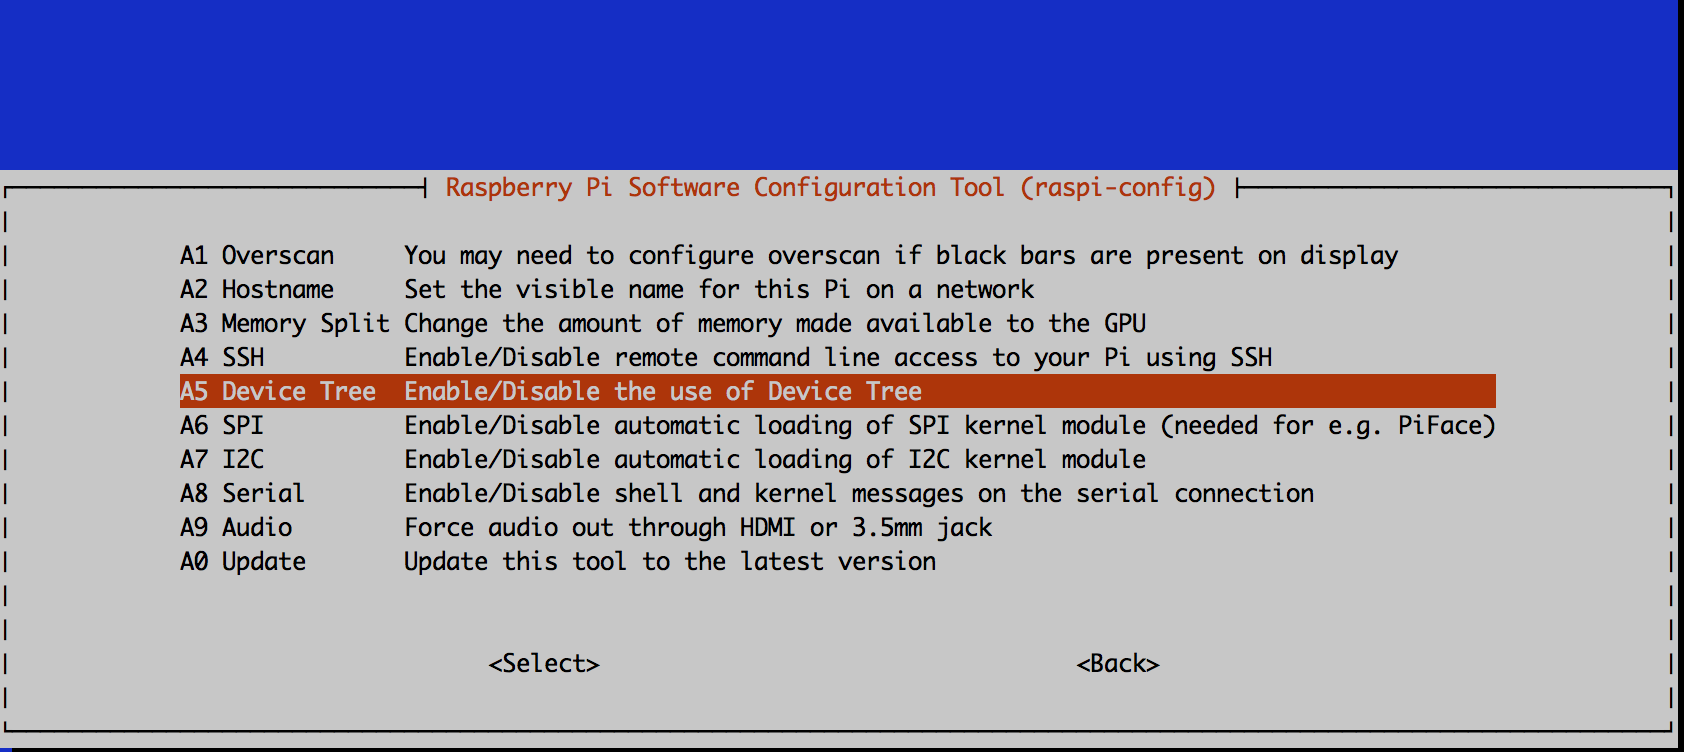 Raspberry Pi Software Configuration Tool (raspi-config)
A1 Overscan You may need to configure overscan if black bars are present on display
A2 Hostname Set the visible name for this Pi on a network
A3 Memory Split Change the amount of memory made available to the GPU
A4 SSH Enable/Disable remote command line access to your Pi using SSH
A5 Device Tree Enable/Disable the use of Device Tree
A6 SPI Enable/Disable automatic loading of SPI kernel module (needed for e.g. PiFace)
A7 I2C Enable/Disable automatic loading of I2C kernel module
A8 Serial Enable/Disable shell and kernel messages on the serial connection
A9 Audio Force audio out through HDMI or 3.5mm jack
A0 Update Update this tool to the latest version
<Select> <Back>